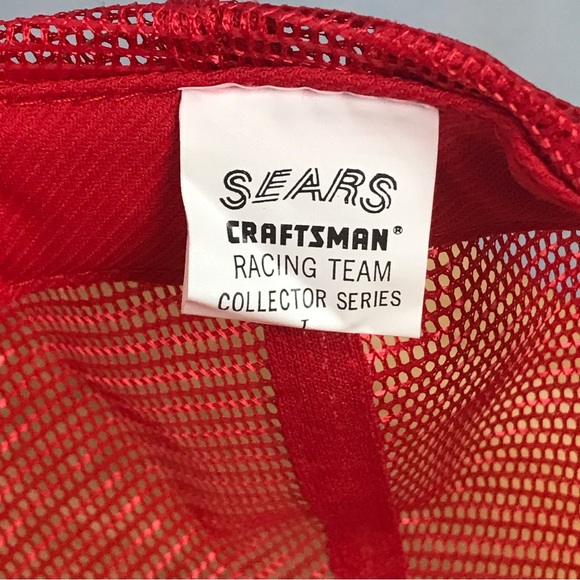 SEARS
CRAFTSMAN®
RACING TEAM
COLLECTOR SERIES